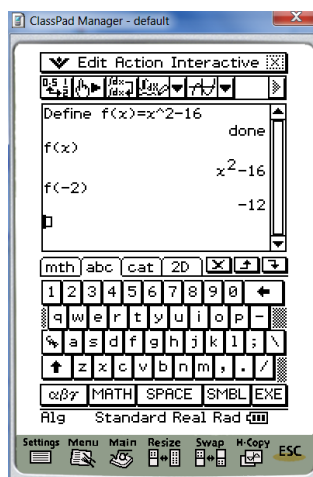 ClassPad Manager - default
X
Edit Action Interactive
Define f(x)=x^2-16
done
f(x)
x²-16
f(-2)
-12
mth abc cat 2D
1 2 3 4 5 6 7 8 9 0
q w e r t y u i o p -
a s d f g h j k l ; \
z x c v b n m , . /
αβγ MATH SPACE SMBL EXE
Alg Standard Real Rad
Settings Menu Main Resize Swap H-Copy
ESC